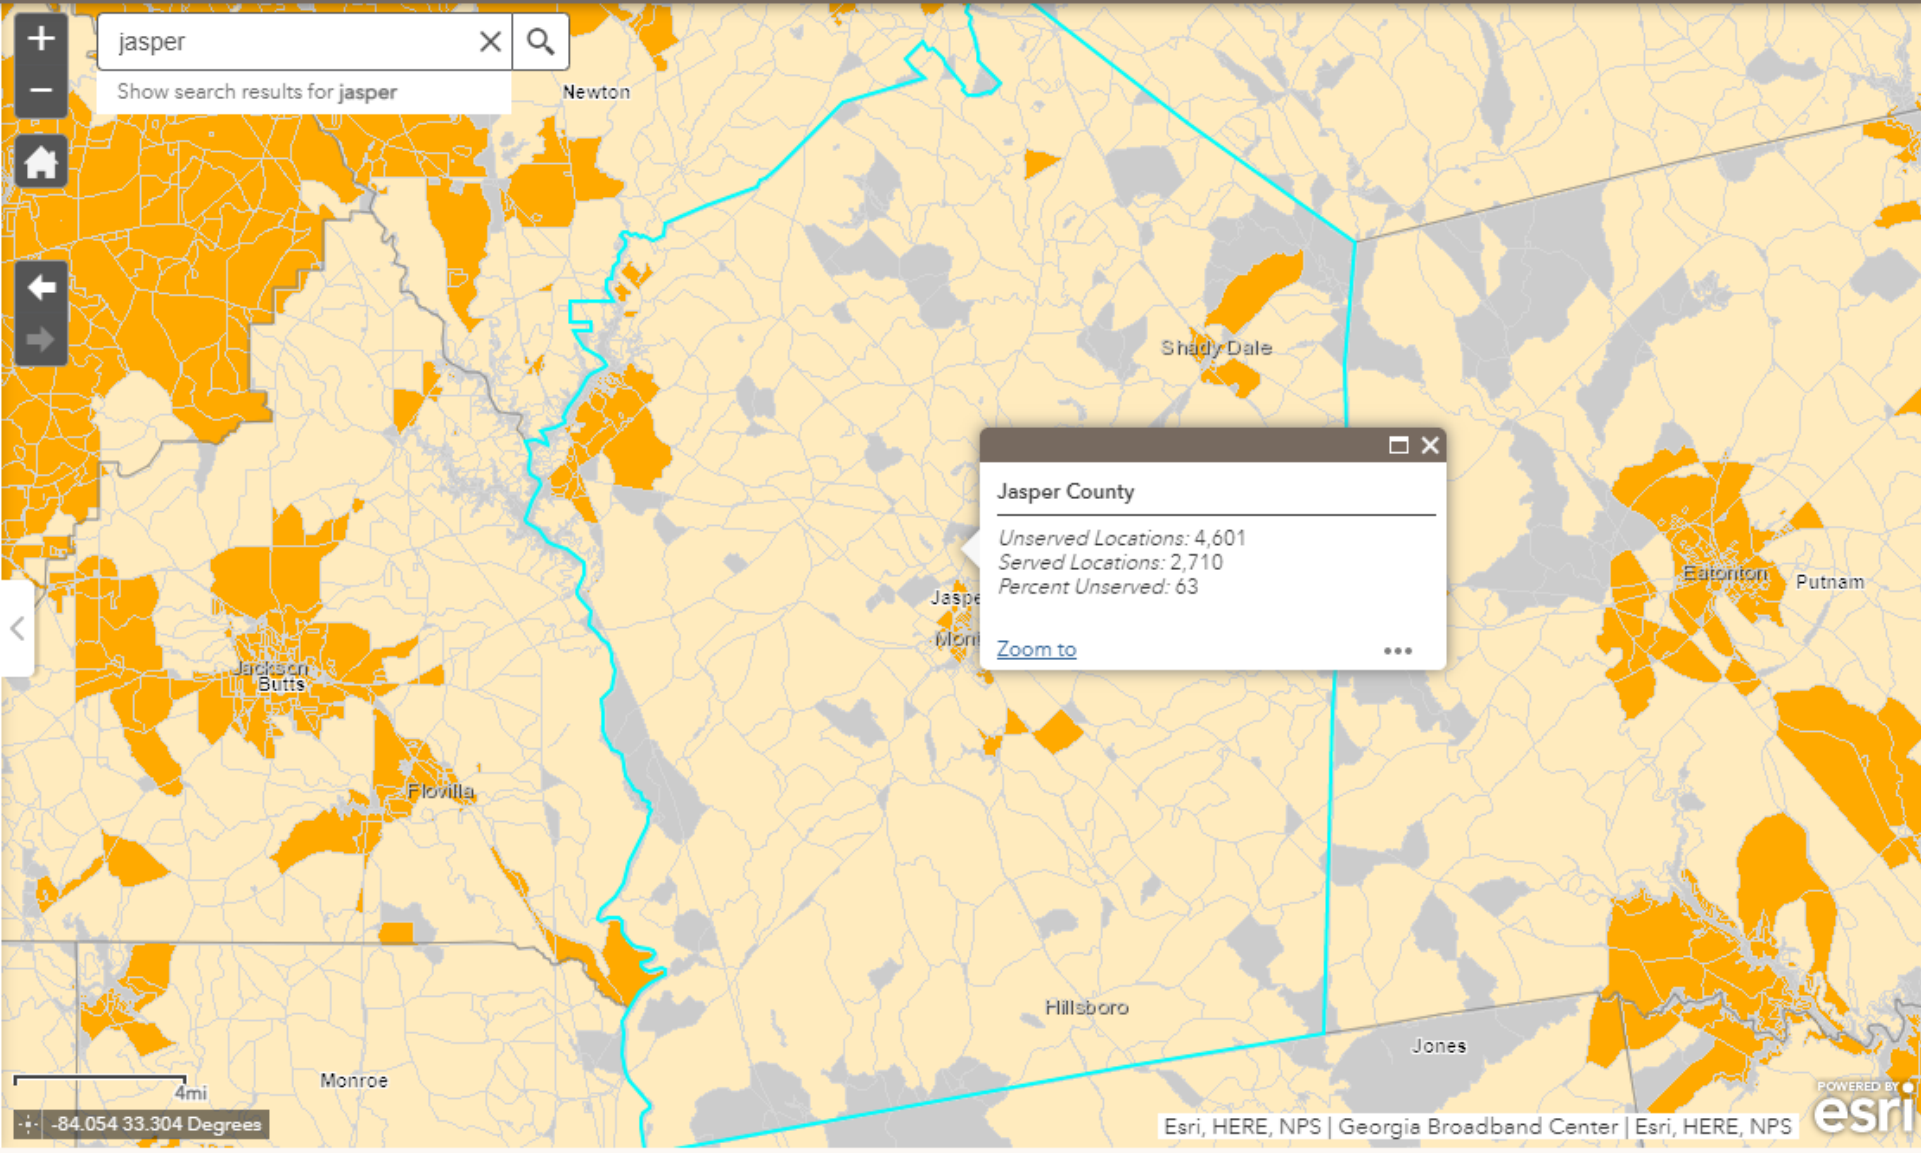 +
jasper
−
Show search results for jasper
Newton
Shady Dale
Jasper County
Unserved Locations: 4,601
Served Locations: 2,710
Percent Unserved: 63
Zoom to
Jaspe
Mon
Eatonton
Putnam
Jackson
Butts
Flovilla
Hillsboro
Jones
Monroe
4mi
-84.054 33.304 Degrees
Esri, HERE, NPS | Georgia Broadband Center | Esri, HERE, NPS
POWERED BY
esri